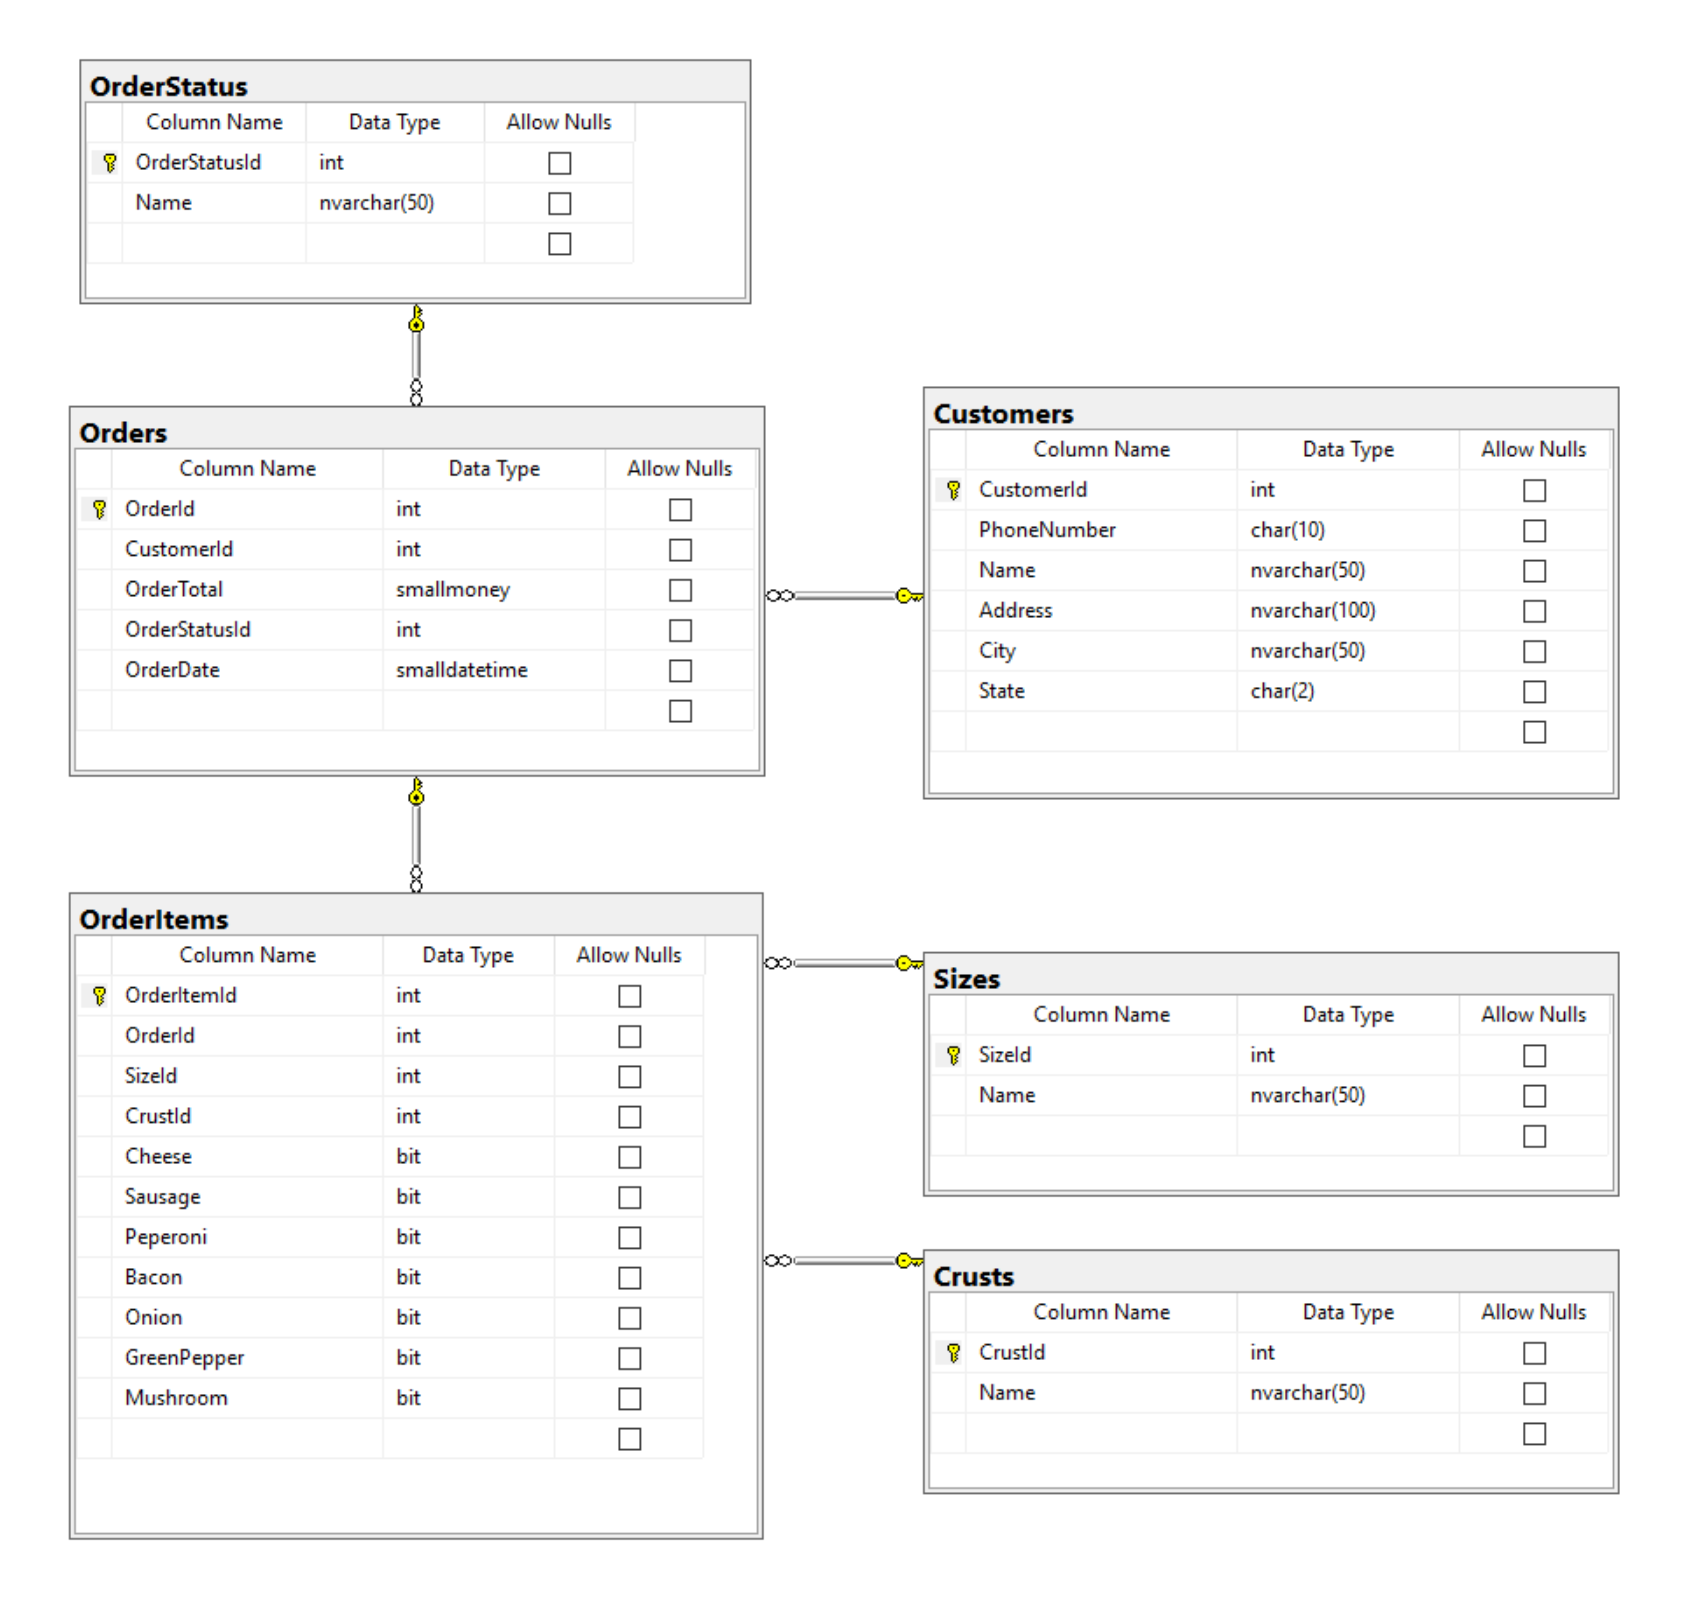 OrderStatus
Column Name Data Type Allow Nulls
OrderStatusId int
Name nvarchar(50)
Orders
Column Name Data Type Allow Nulls
OrderId int
CustomerId int
OrderTotal smallmoney
OrderStatusId int
OrderDate smalldatetime
Customers
Column Name Data Type Allow Nulls
CustomerId int
PhoneNumber char(10)
Name nvarchar(50)
Address nvarchar(100)
City nvarchar(50)
State char(2)
OrderItems
Column Name Data Type Allow Nulls
OrderItemId int
OrderId int
SizeId int
CrustId int
Cheese bit
Sausage bit
Peperoni bit
Bacon bit
Onion bit
GreenPepper bit
Mushroom bit
Sizes
Column Name Data Type Allow Nulls
SizeId int
Name nvarchar(50)
Crusts
Column Name Data Type Allow Nulls
CrustId int
Name nvarchar(50)